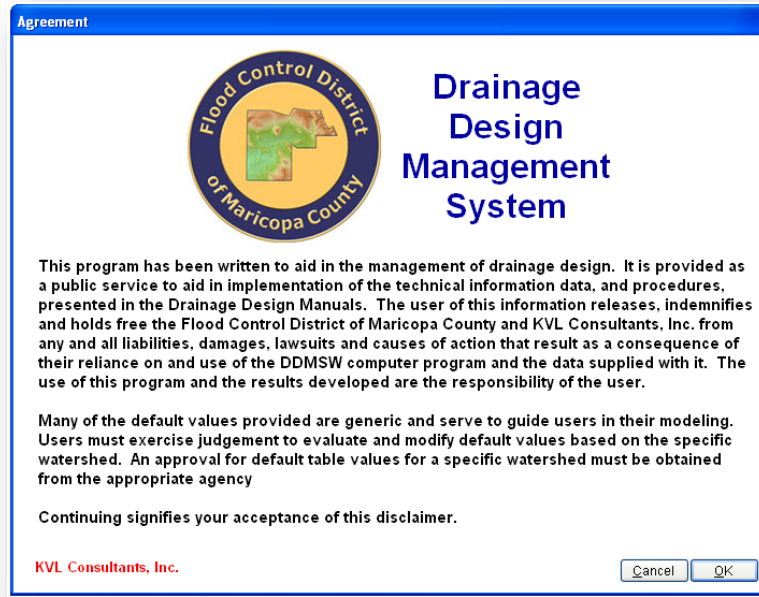 Agreement
Flood Control District
of Maricopa County
Drainage
Design
Management
System
This program has been written to aid in the management of drainage design. It is provided as
a public service to aid in implementation of the technical information data, and procedures,
presented in the Drainage Design Manuals. The user of this information releases, indemnifies
and holds free the Flood Control District of Maricopa County and KVL Consultants, Inc. from
any and all liabilities, damages, lawsuits and causes of action that result as a consequence of
their reliance on and use of the DDMSW computer program and the data supplied with it. The
use of this program and the results developed are the responsibility of the user.
Many of the default values provided are generic and serve to guide users in their modeling.
Users must exercise judgement to evaluate and modify default values based on the specific
watershed. An approval for default table values for a specific watershed must be obtained
from the appropriate agency
Continuing signifies your acceptance of this disclaimer.
KVL Consultants, Inc.
Cancel
OK